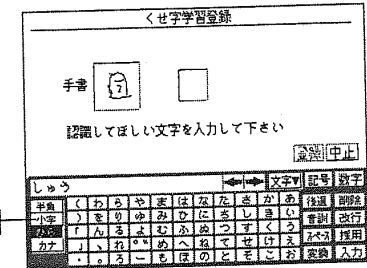 くせ字学習登録
手書
認識してほしい文字を入力して下さい
登録 中止
しゅう 文字▼ 記号 数字
半角 ( わ ら や ま は な た さ か あ 後退 削除
小字 ) を り ゆ み ひ に ち し き い 音訓 改行
「 ん る よ む ふ ぬ つ す く う スペース 採用
カナ 」 、 れ ゜゛ め へ ね て せ け え
・ 。 ろ ー も ほ の と そ こ お 変換 入力